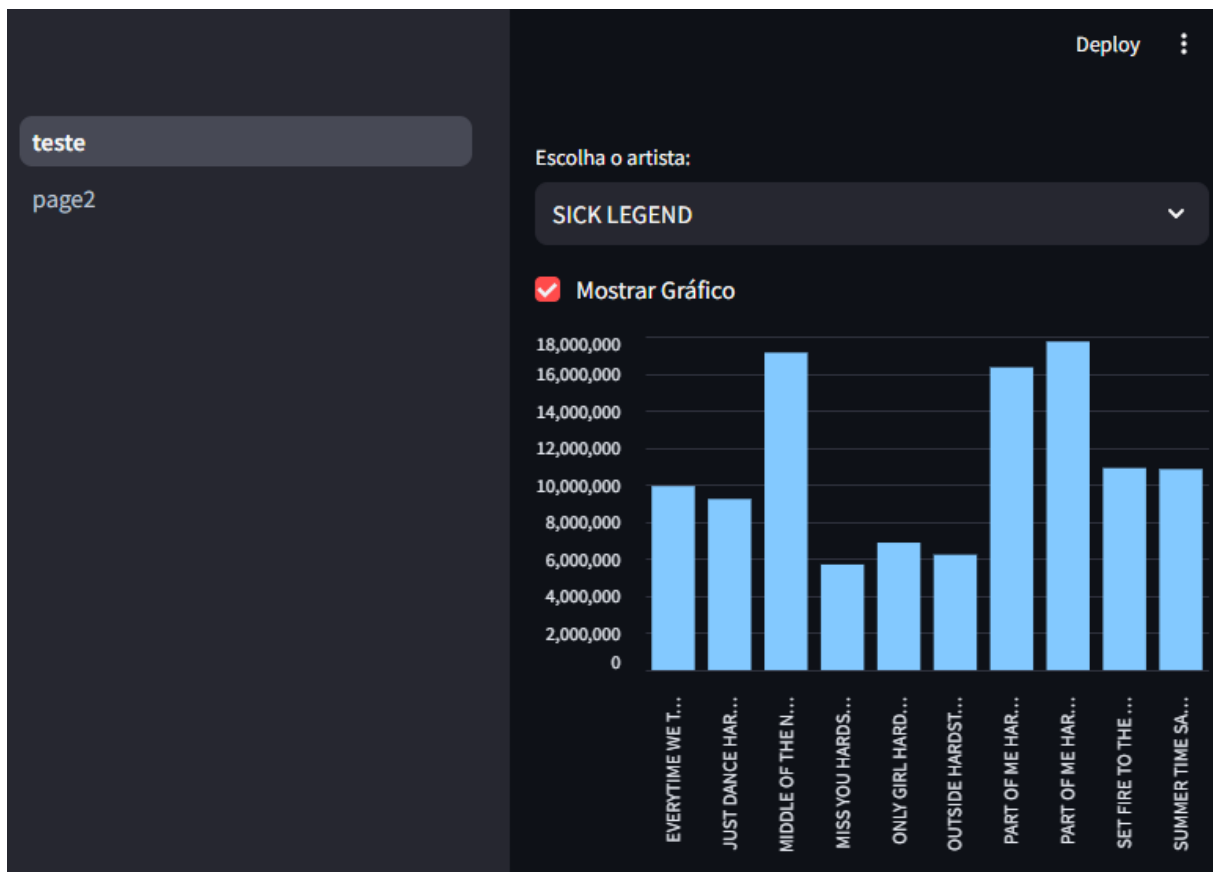 Deploy
teste
page2
Escolha o artista:
SICK LEGEND
Mostrar Gráfico
18,000,000
16,000,000
14,000,000
12,000,000
10,000,000
8,000,000
6,000,000
4,000,000
2,000,000
0
EVERYTIME WE T...
JUST DANCE HAR...
MIDDLE OF THE N...
MISS YOU HARDS...
ONLY GIRL HARD...
OUTSIDE HARDST...
PART OF ME HAR...
PART OF ME HAR...
SET FIRE TO THE ...
SUMMER TIME SA...